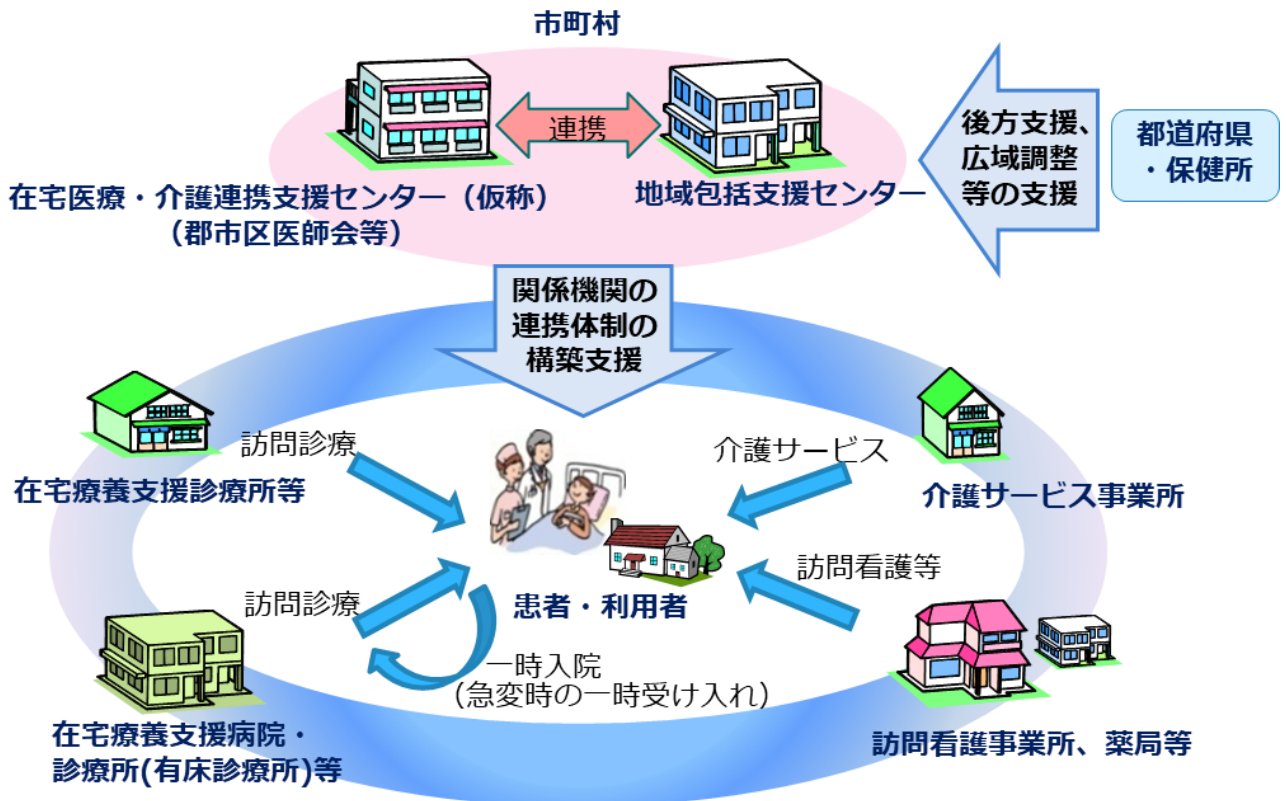 市町村
連携
在宅医療・介護連携支援センター（仮称）
（郡市区医師会等）
地域包括支援センター
後方支援、
広域調整
等の支援
都道府県
・保健所
関係機関の
連携体制の
構築支援
訪問診療
在宅療養支援診療所等
介護サービス
介護サービス事業所
訪問診療
患者・利用者
訪問看護等
一時入院
（急変時の一時受け入れ）
在宅療養支援病院・
診療所(有床診療所)等
訪問看護事業所、薬局等